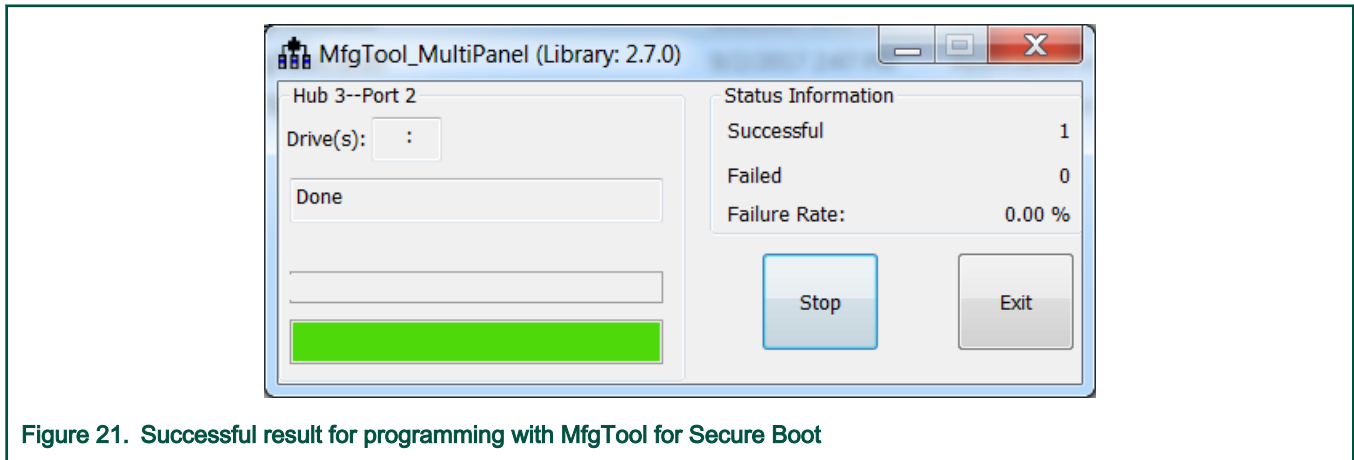 MfgTool_MultiPanel (Library: 2.7.0)
Hub 3--Port 2
Drive(s): :
Done
Status Information
Successful 1
Failed 0
Failure Rate: 0.00 %
Stop Exit
Figure 21. Successful result for programming with MfgTool for Secure Boot